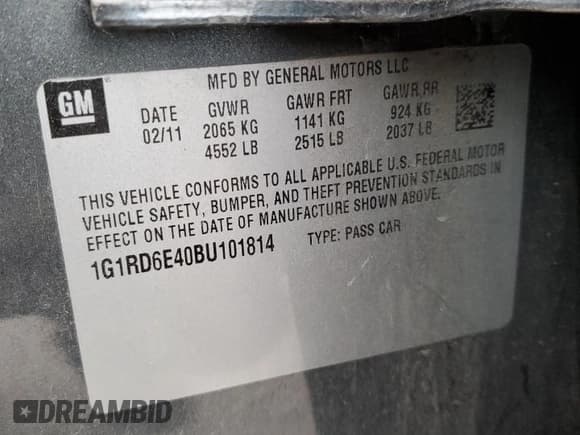 MFD BY GENERAL MOTORS LLC
GM
DATE GVWR GAWR FRT GAWR RR
02/11 2065 KG 1141 KG 924 KG
4552 LB 2515 LB 2037 LB
THIS VEHICLE CONFORMS TO ALL APPLICABLE U.S. FEDERAL MOTOR
VEHICLE SAFETY, BUMPER, AND THEFT PREVENTION STANDARDS IN
EFFECT ON THE DATE OF MANUFACTURE SHOWN ABOVE.
1G1RD6E40BU101814 TYPE: PASS CAR
DREAMBID